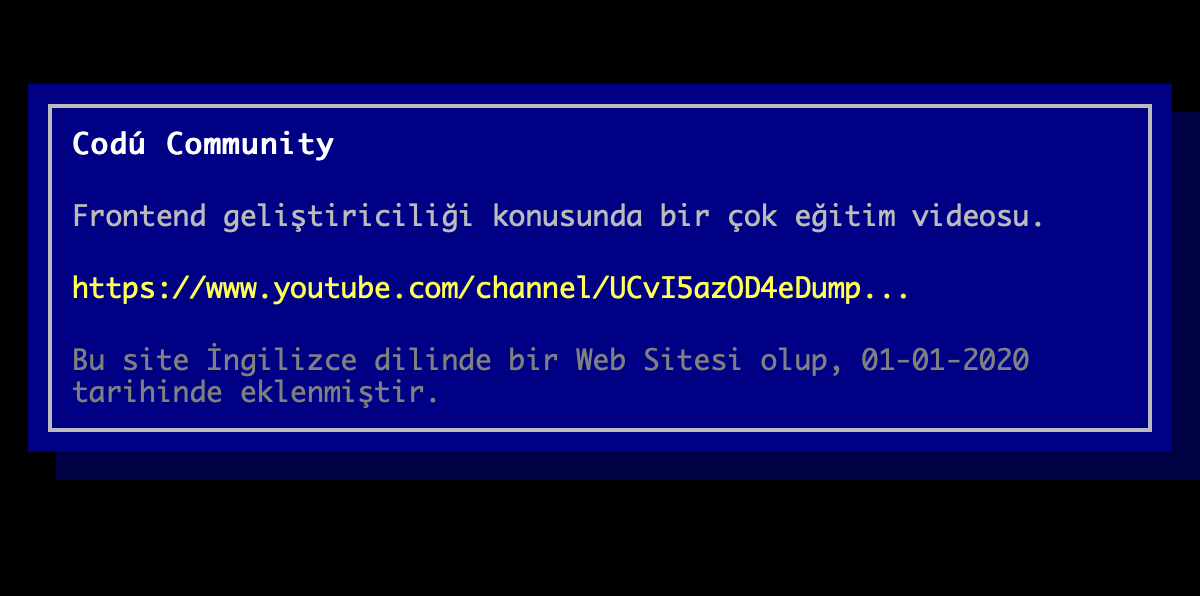 Codú Community
Frontend geliştiriciliği konusunda bir çok eğitim videosu.
https://www.youtube.com/channel/UCvI5azOD4eDump...
Bu site İngilizce dilinde bir Web Sitesi olup, 01-01-2020
tarihinde eklenmiştir.